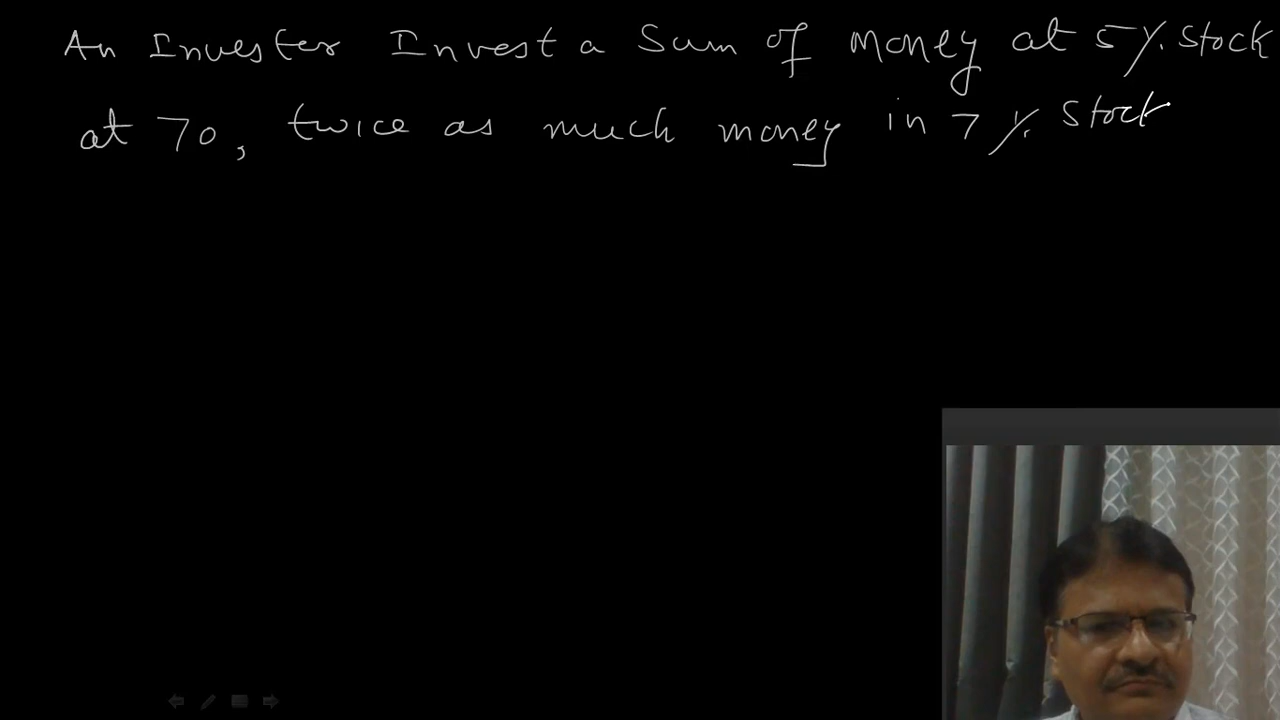 An Invester Invest a Sum of money at 5%. Stock
at 70, twice as much money in 7%. Stock